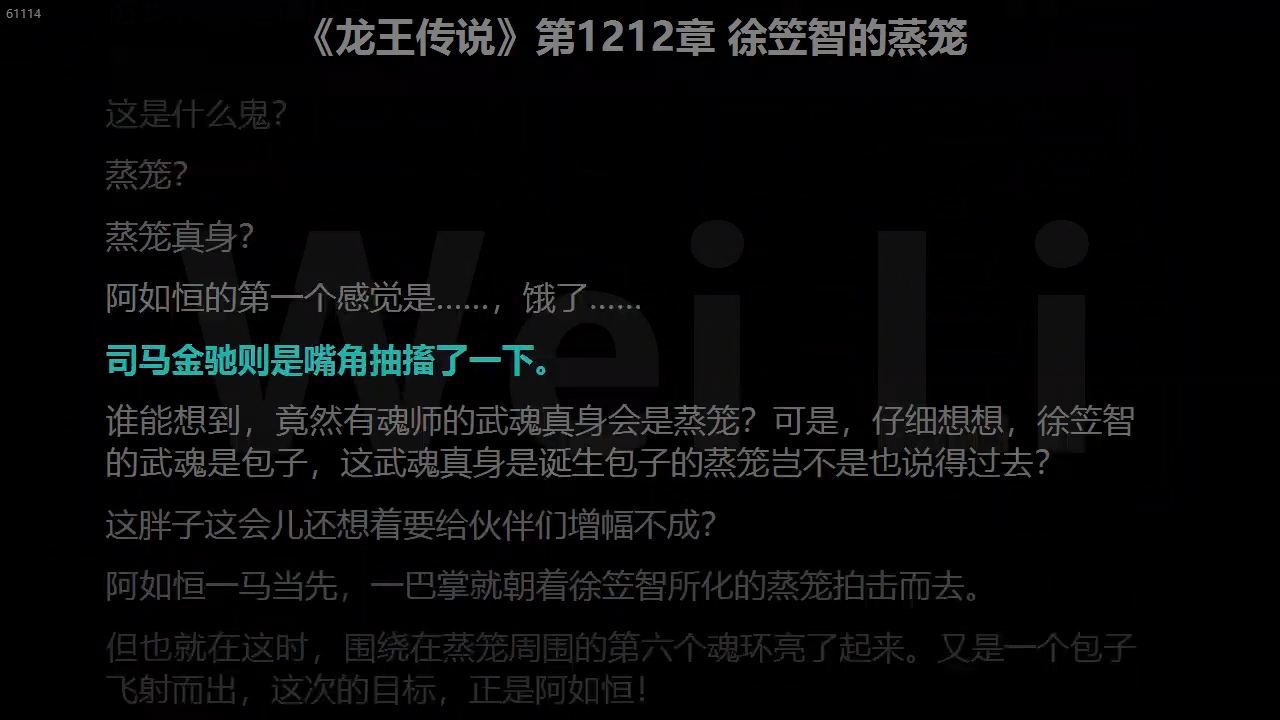 61114
《龙王传说》第1212章 徐笠智的蒸笼
这是什么鬼？
蒸笼？
蒸笼真身？
阿如恒的第一个感觉是……，饿了……
司马金驰则是嘴角抽搐了一下。
谁能想到，竟然有魂师的武魂真身会是蒸笼？可是，仔细想想，徐笠智
的武魂是包子，这武魂真身是诞生包子的蒸笼岂不是也说得过去？
这胖子这会儿还想着要给伙伴们增幅不成？
阿如恒一马当先，一巴掌就朝着徐笠智所化的蒸笼拍击而去。
但也就在这时，围绕在蒸笼周围的第六个魂环亮了起来。又是一个包子
飞射而出，这次的目标，正是阿如恒！
Wei Li